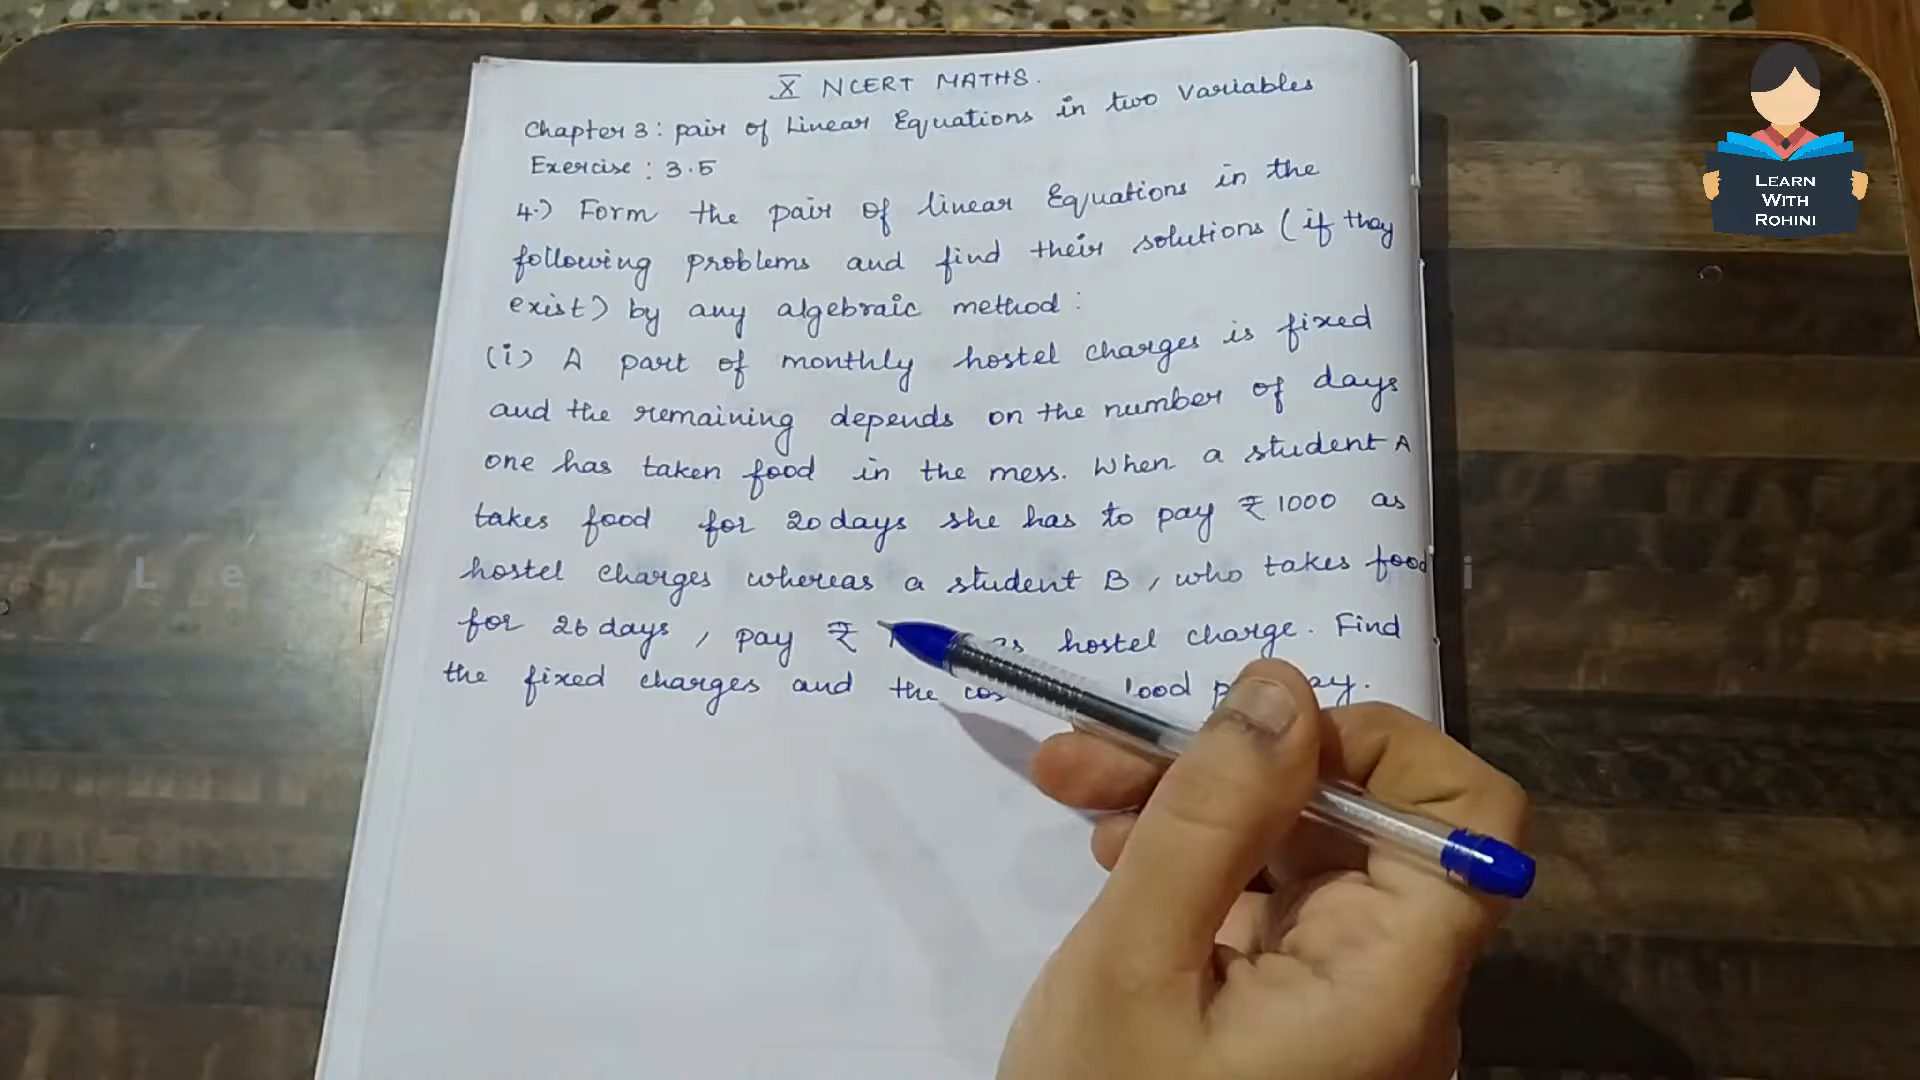 X NCERT MATHS.
Chapter 3: pair of Linear Equations in two Variables
Exercise : 3.5
4.) Form the pair of linear Equations in the
following problems and find their solutions (if they
exist) by any algebraic method :
(i) A part of monthly hostel charges is fixed
and the remaining depends on the number of days
one has taken food in the mess. When a student A
takes food for 20 days she has to pay ₹ 1000 as
hostel charges whereas a student B, who takes food
for 26 days, pay ₹ as hostel charge. Find
the fixed charges and the food
LEARN
WITH
ROHINI
L e i